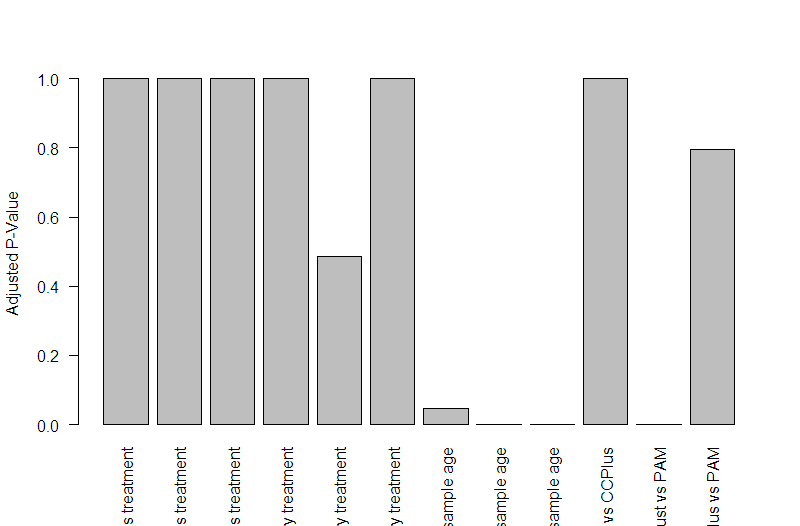 Adjusted P-Value
1.0
0.8
0.6
0.4
0.2
0.0
s treatment
s treatment
s treatment
y treatment
y treatment
y treatment
sample age
sample age
sample age
vs CCPlus
ust vs PAM
lus vs PAM